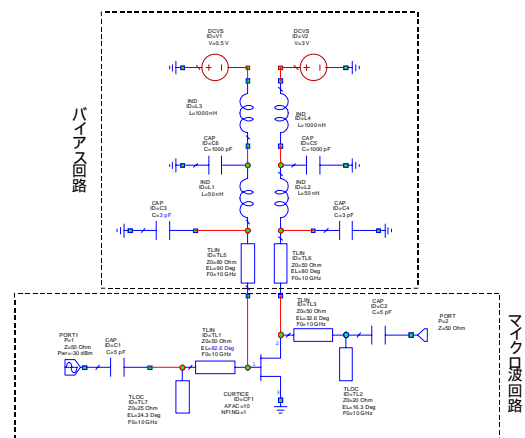 DCVS
ID=V1
V=0.5 V
DCVS
ID=V2
V=3 V
IND
ID=L3
L=1000 nH
IND
ID=L4
L=1000 nH
CAP
ID=C6
C=1000 pF
CAP
ID=C5
C=1000 pF
IND
ID=L1
L=50 nH
IND
ID=L2
L=50 nH
CAP
ID=C3
C=3 pF
CAP
ID=C4
C=3 pF
TLIN
ID=TL5
Z0=80 Ohm
EL=90 Deg
F0=10 GHz
TLIN
ID=TL6
Z0=50 Ohm
EL=80 Deg
F0=10 GHz
バイアス回路
PORT1
P=1
Z=50 Ohm
Pwr=-30 dBm
CAP
ID=C1
C=5 pF
TLIN
ID=TL1
Z0=50 Ohm
EL=82.6 Deg
F0=10 GHz
TLOC
ID=TL7
Z0=25 Ohm
EL=24.3 Deg
F0=10 GHz
CURTICE
ID=CF1
AFAC=10
NFING=1
1
2
3
TLIN
ID=TL3
Z0=50 Ohm
EL=32.6 Deg
F0=10 GHz
CAP
ID=C2
C=5 pF
PORT
P=2
Z=50 Ohm
TLOC
ID=TL2
Z0=20 Ohm
EL=16.3 Deg
F0=10 GHz
マイクロ波回路